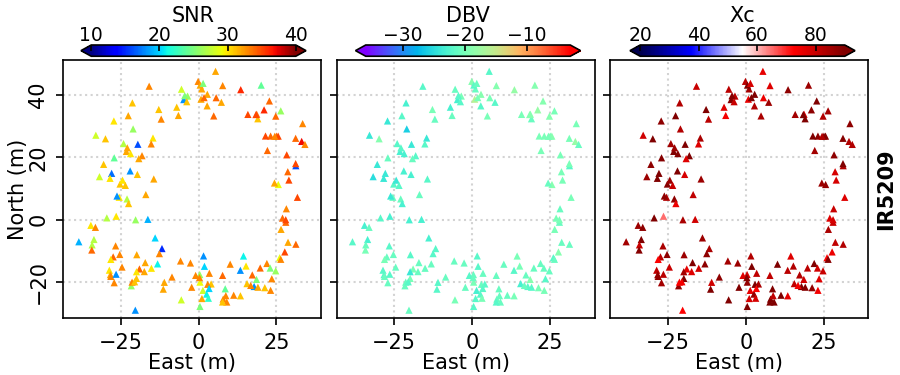 SNR DBV Xc
10 20 30 40 −30 −20 −10 20 40 60 80
40
20
0
−20
North (m)
IR5209
−25 0 25 −25 0 25 −25 0 25
East (m) East (m) East (m)